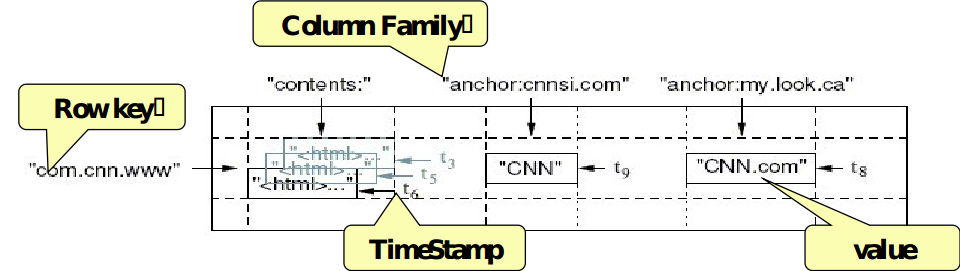 Column Family
"contents:" "anchor:cnnsi.com" "anchor:my.look.ca"
Row key
"<html>..." t3
"com.cnn.www" "<html>..." t5 "CNN" t9 "CNN.com" t8
"<html>..." t6
TimeStamp value